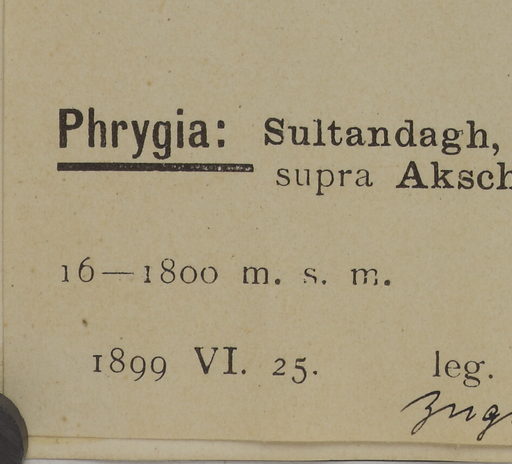 Phrygia: Sultandagh,
supra Aksch
16—1800 m. s. m.
1899 VI. 25. leg.